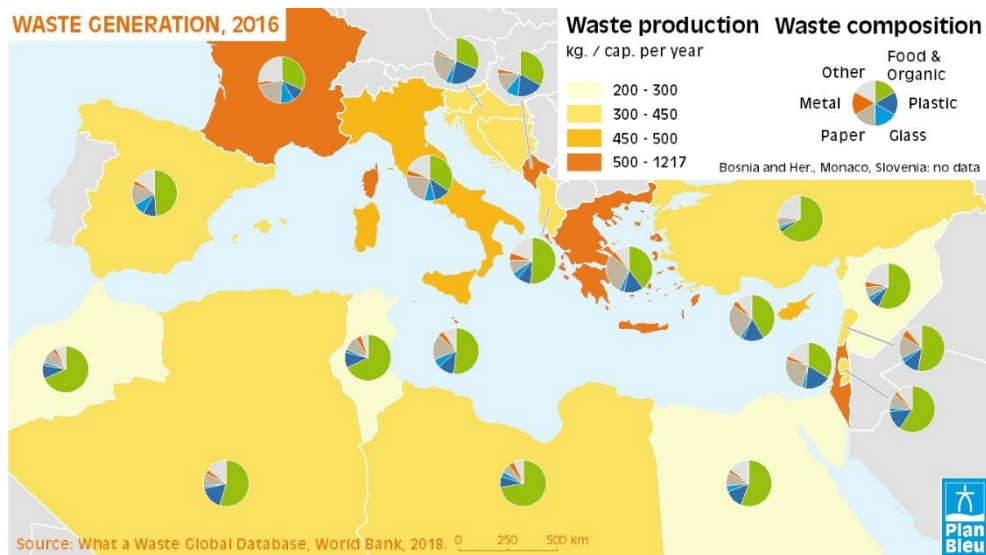 WASTE GENERATION, 2016
Waste production
kg. / cap. per year
200 - 300
300 - 450
450 - 500
500 - 1217
Waste composition
Food &
Organic
Other
Metal
Plastic
Paper
Glass
Bosnia and Her., Monaco, Slovenia: no data
Source: What a Waste Global Database, World Bank, 2018.
0 250 500 km
Plan
Bleu